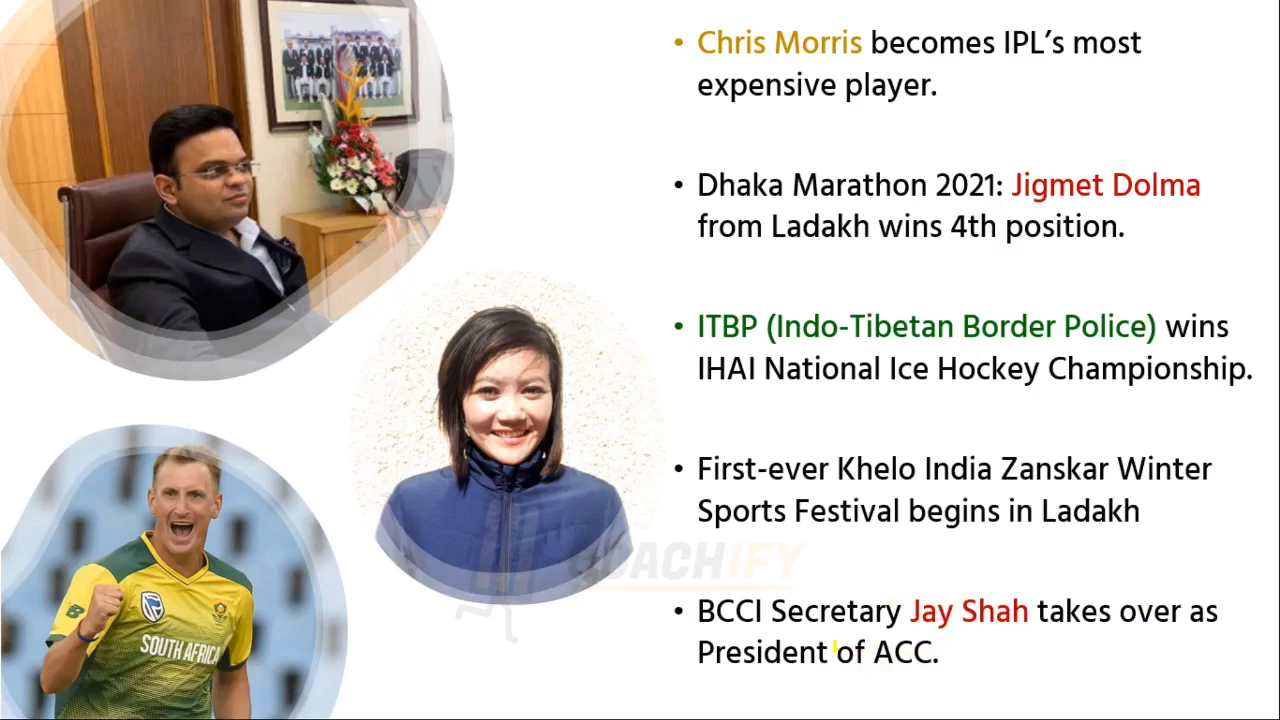 • Chris Morris becomes IPL's most
expensive player.
• Dhaka Marathon 2021: Jigmet Dolma
from Ladakh wins 4th position.
• ITBP (Indo-Tibetan Border Police) wins
IHAI National Ice Hockey Championship.
• First-ever Khelo India Zanskar Winter
Sports Festival begins in Ladakh
COACHIFY
• BCCI Secretary Jay Shah takes over as
President of ACC.
SOUTH AFRICA